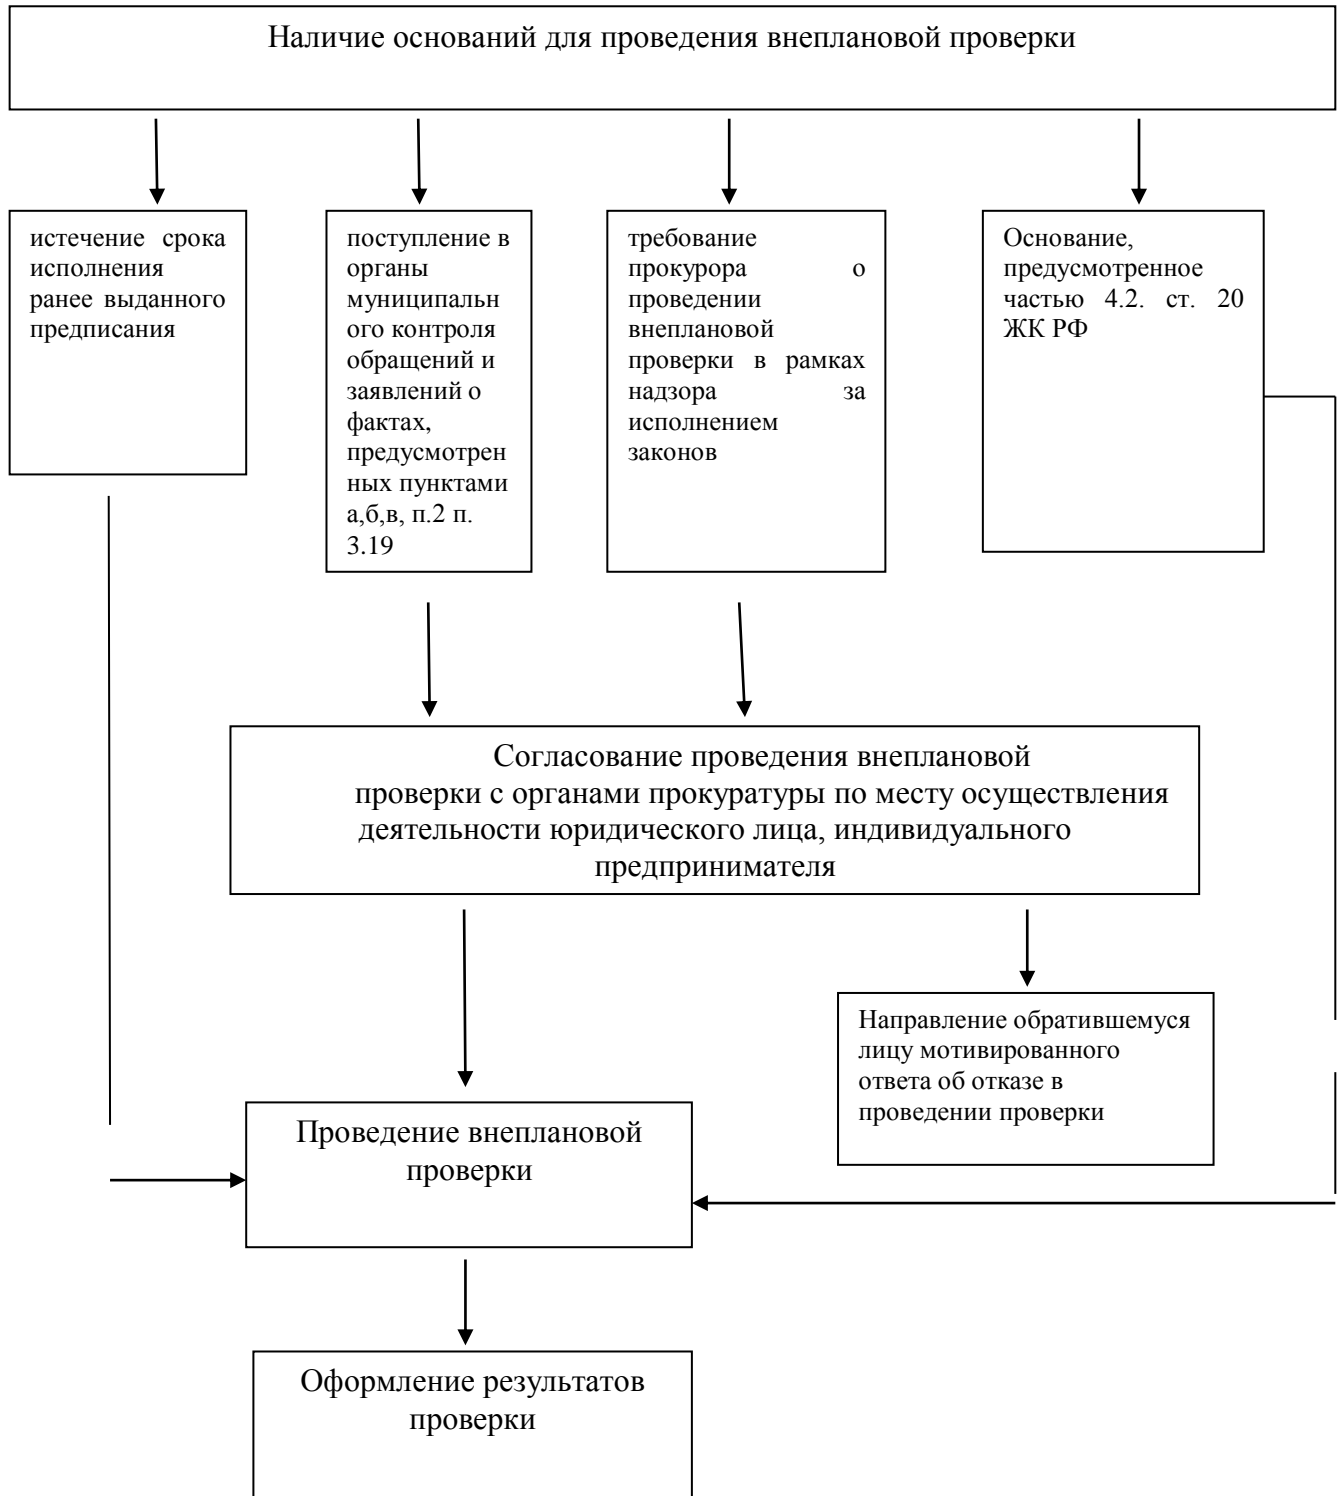 Наличие оснований для проведения внеплановой проверки
истечение срока
исполнения
ранее выданного
предписания
поступление в
органы
муниципальн
ого контроля
обращений и
заявлений о
фактах,
предусмотрен
ных пунктами
а,б,в, п.2 п.
3.19
требование
прокурора о
проведении
внеплановой
проверки в рамках
надзора за
исполнением
законов
Основание,
предусмотренное
частью 4.2. ст. 20
ЖК РФ
Согласование проведения внеплановой
проверки с органами прокуратуры по месту осуществления
деятельности юридического лица, индивидуального
предпринимателя
Направление обратившемуся
лицу мотивированного
ответа об отказе в
проведении проверки
Проведение внеплановой
проверки
Оформление результатов
проверки